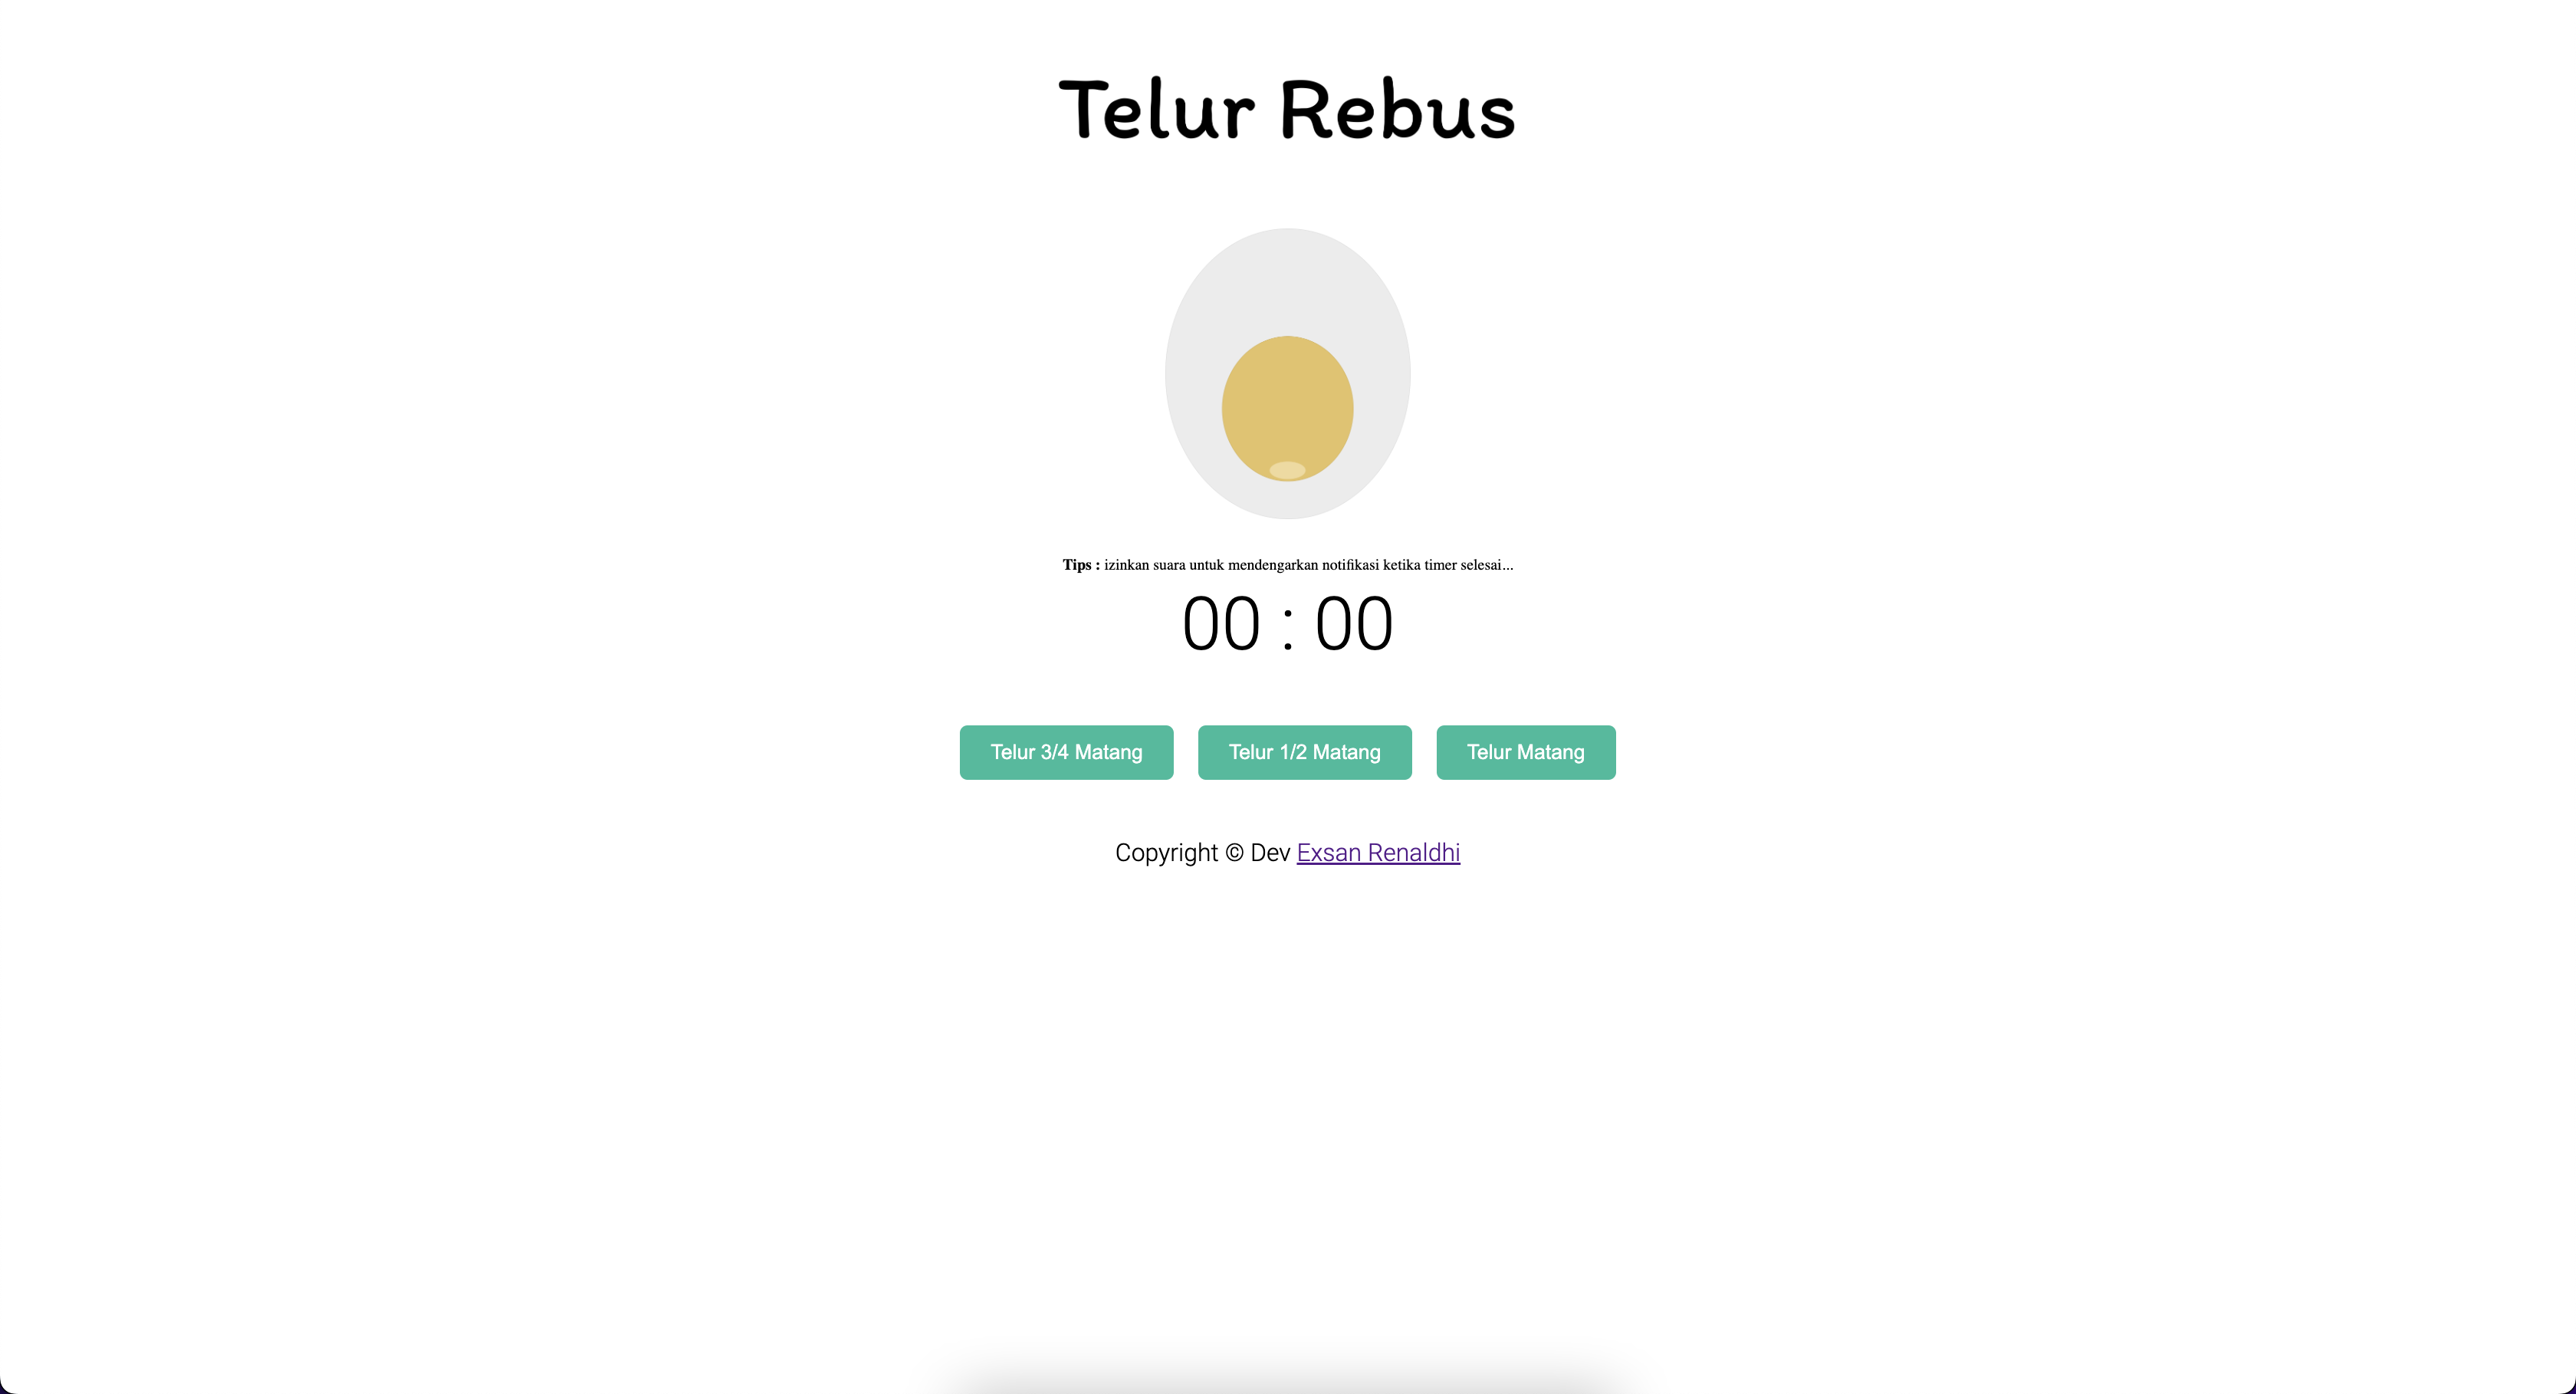 Telur Rebus
Tips : izinkan suara untuk mendengarkan notifikasi ketika timer selesai...
00 : 00
Telur 3/4 Matang
Telur 1/2 Matang
Telur Matang
Copyright © Dev Exsan Renaldhi